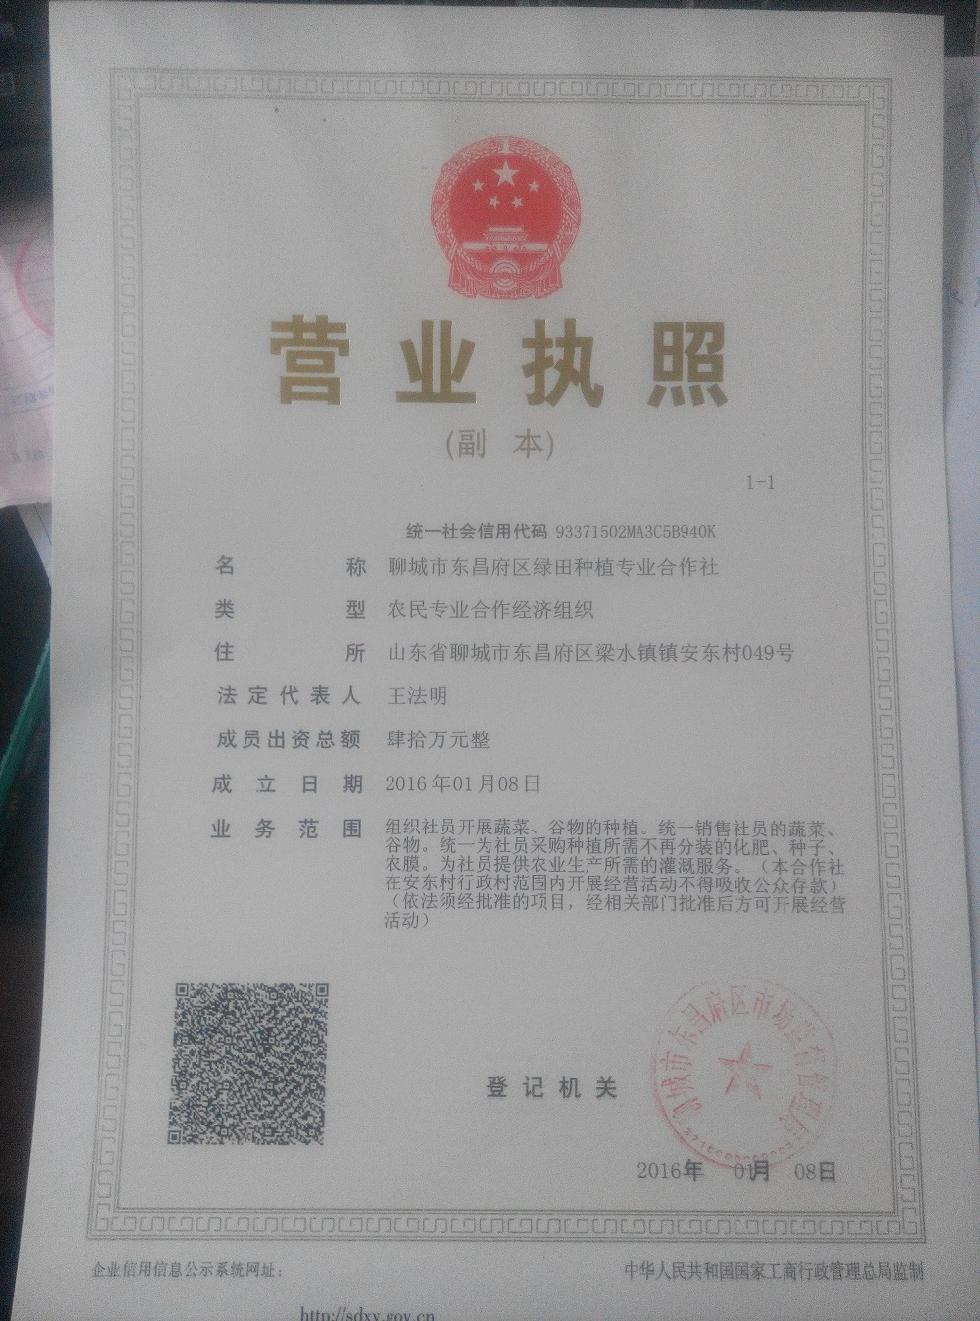 营业执照
(副 本)
1-1
统一社会信用代码 93371502MA3C5B940K
名 称 聊城市东昌府区绿田种植专业合作社
类 型 农民专业合作经济组织
住 所 山东省聊城市东昌府区梁水镇镇安东村049号
法定代表人 王法明
成员出资总额 肆拾万元整
成立日期 2016年01月08日
业务范围 组织社员开展蔬菜、谷物的种植。统一销售社员的蔬菜、
谷物。统一为社员采购种植所需不再分装的化肥、种子、
农膜。为社员提供农业生产所需的灌溉服务。（本合作社
在安东村行政村范围内开展经营活动不得吸收公众存款）
（依法须经批准的项目，经相关部门批准后方可开展经营
活动）
聊城市东昌府区市场监督管理局
登记机关
2016年 01月 08日
企业信用信息公示系统网址：
中华人民共和国国家工商行政管理总局监制
http://sdxy.gov.cn